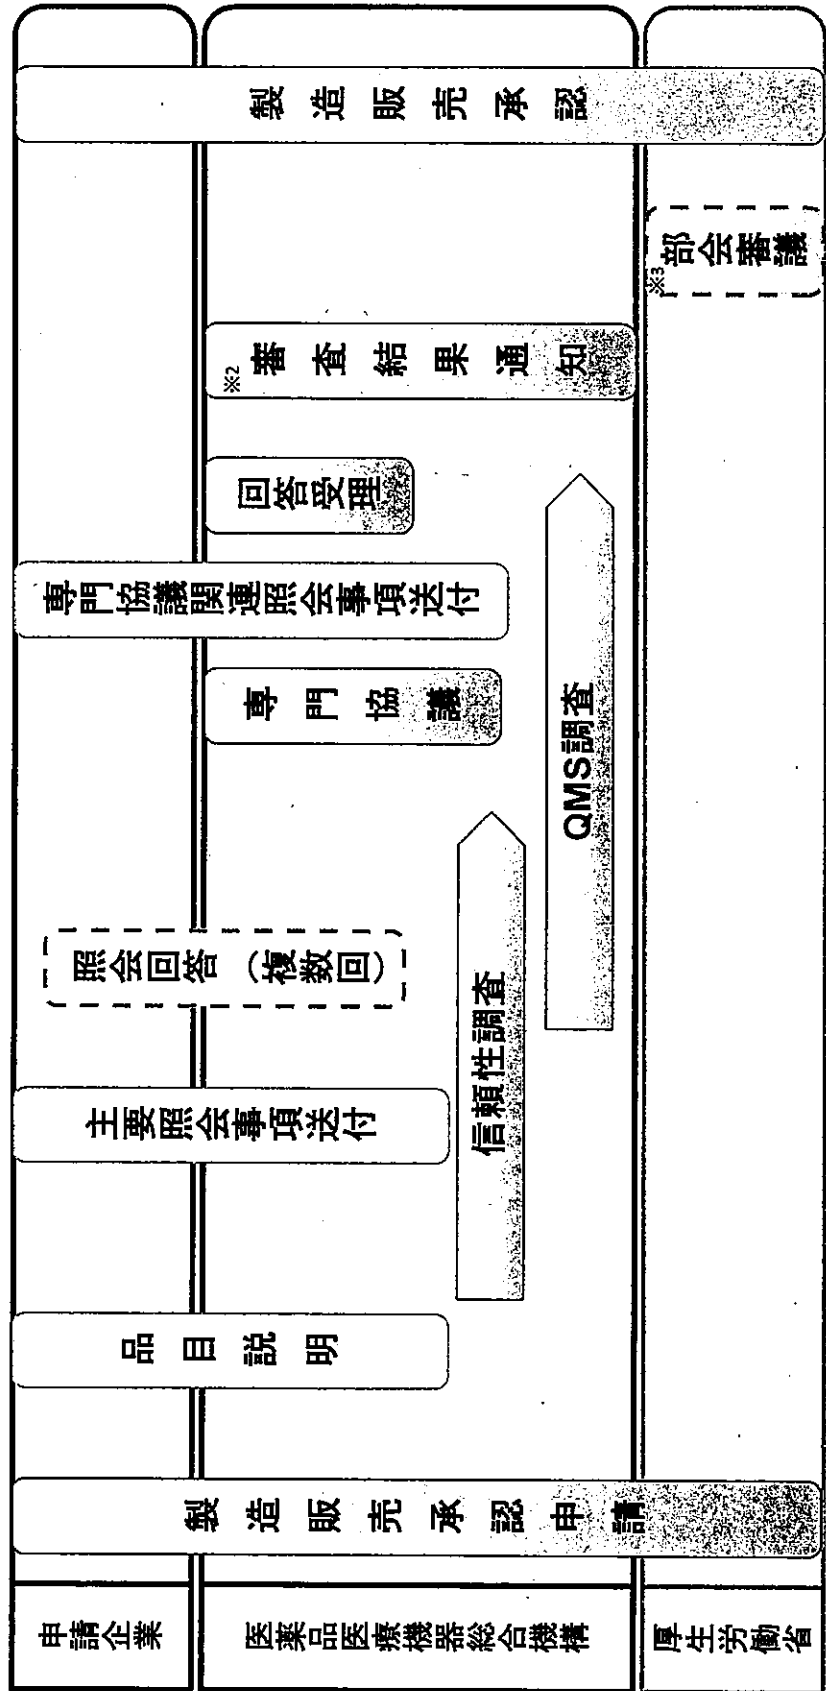 申請企業
医薬品医療機器総合機構
厚生労働省
製造販売承認申請
品目説明
主要照会事項送付
照会回答(複数回)
信頼性調査
QMS調査
専門協議
専門協議関連照会事項送付
回答受理
※2
審査結果通知
※3
部会審議
製造販売承認